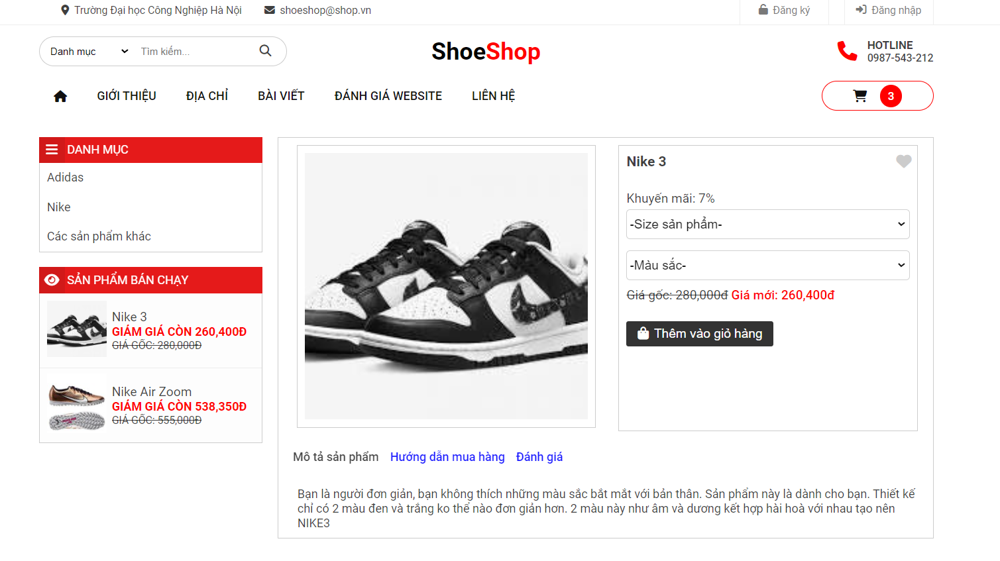 Trường Đại học Công Nghiệp Hà Nội
shoeshop@shop.vn
Đăng ký
Đăng nhập
Danh mục
Tìm kiếm...
ShoeShop
HOTLINE
0987-543-212
GIỚI THIỆU
ĐỊA CHỈ
BÀI VIẾT
ĐÁNH GIÁ WEBSITE
LIÊN HỆ
3
DANH MỤC
Adidas
Nike
Các sản phẩm khác
SẢN PHẨM BÁN CHẠY
Nike 3
GIẢM GIÁ CÒN 260,400Đ
GIÁ GỐC: 280,000Đ
Nike Air Zoom
GIẢM GIÁ CÒN 538,350Đ
GIÁ GỐC: 555,000Đ
Nike 3
Khuyến mãi: 7%
-Size sản phẩm-
-Màu sắc-
Giá gốc: 280,000đ Giá mới: 260,400đ
Thêm vào giỏ hàng
Mô tả sản phẩm
Hướng dẫn mua hàng
Đánh giá
Bạn là người đơn giản, bạn không thích những màu sắc bắt mắt với bản thân. Sản phẩm này là dành cho bạn. Thiết kế
chỉ có 2 màu đen và trắng ko thể nào đơn giản hơn. 2 màu này như âm và dương kết hợp hài hoà với nhau tạo nên
NIKE3